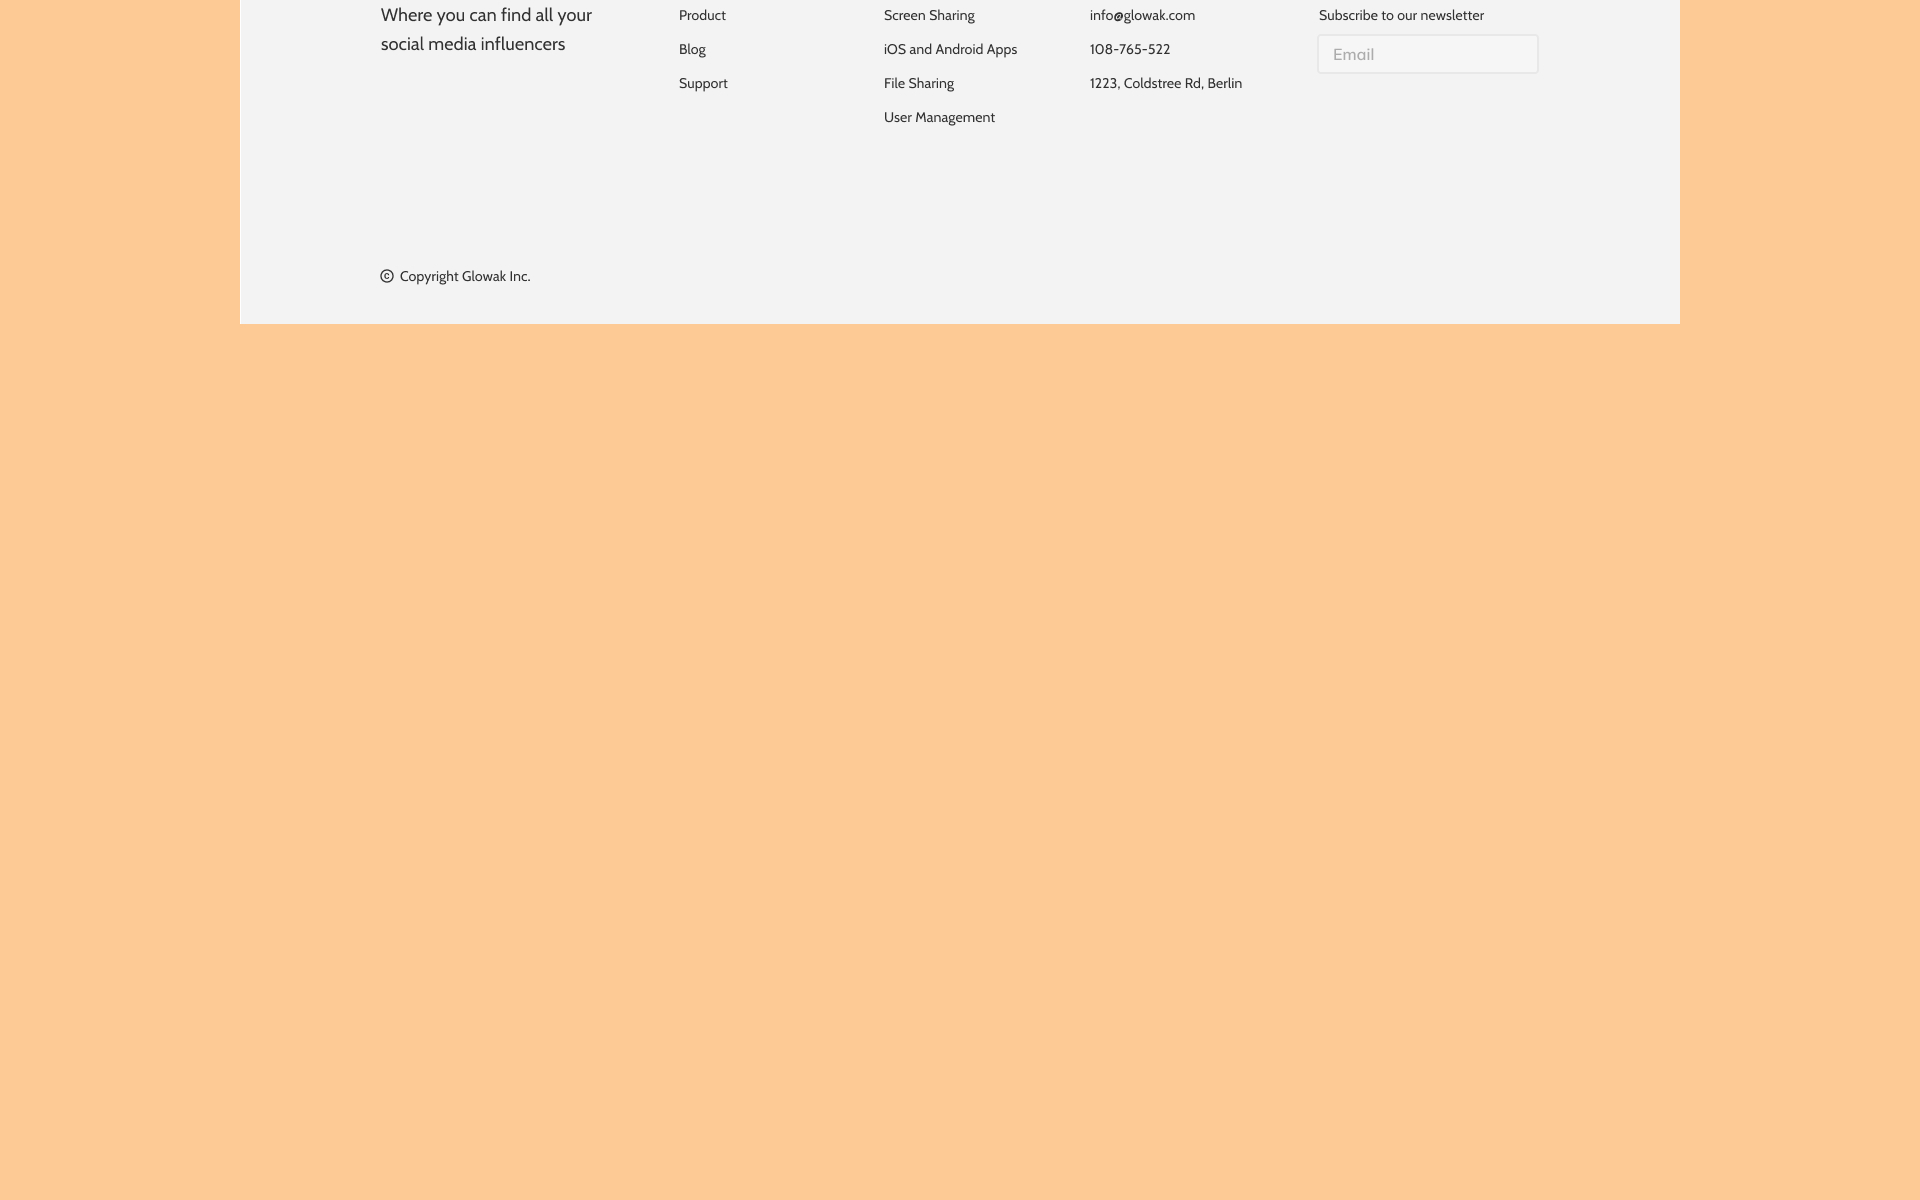 Where you can find all your
social media influencers
Product
Blog
Support
Screen Sharing
iOS and Android Apps
File Sharing
User Management
info@glowak.com
108-765-522
1223, Coldstree Rd, Berlin
Subscribe to our newsletter
Email
© Copyright Glowak Inc.